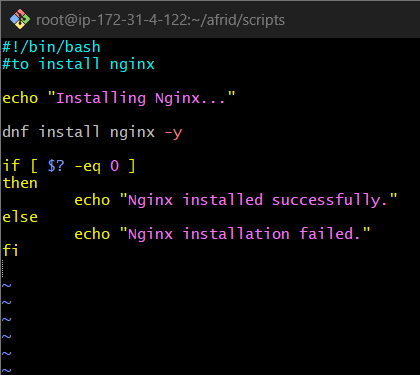 root@ip-172-31-4-122:~/afrid/scripts
#!/bin/bash
#to install nginx
echo "Installing Nginx..."
dnf install nginx -y
if [ $? -eq 0 ]
then
        echo "Nginx installed successfully."
else
        echo "Nginx installation failed."
fi
~
~
~
~
~